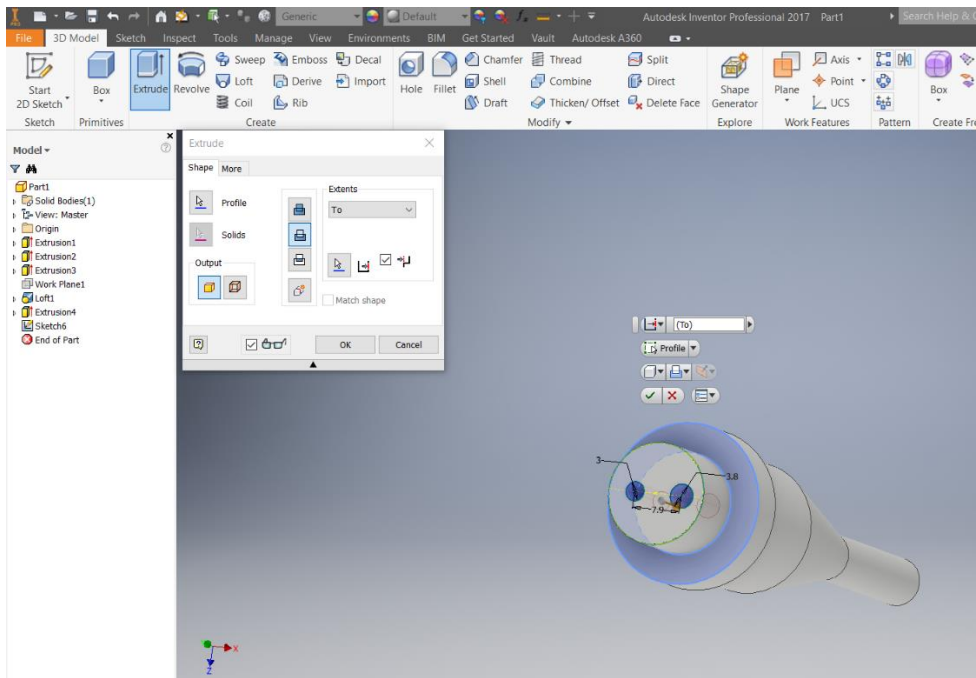 Generic
Default
Autodesk Inventor Professional 2017 Part1
Search Help & C
File 3D Model Sketch Inspect Tools Manage View Environments BIM Get Started Vault Autodesk A360
Start
2D Sketch
Box
Extrude
Revolve
Sweep Emboss Decal
Loft Derive Import
Coil Rib
Hole Fillet
Chamfer Thread
Shell Combine
Draft Thicken/ Offset
Split
Direct
Delete Face
Shape
Generator
Plane
Axis
Point
UCS
Box
Sketch Primitives Create Modify Explore Work Features Pattern Create Fre
Model
Part1
Solid Bodies(1)
View: Master
Origin
Extrusion1
Extrusion2
Extrusion3
Work Plane1
Loft1
Extrusion4
Sketch6
End of Part
Extrude
Shape More
Profile
Solids
Output
Extents
To
Match shape
OK Cancel
(To)
Profile
3
3.8
7.9
X
Z